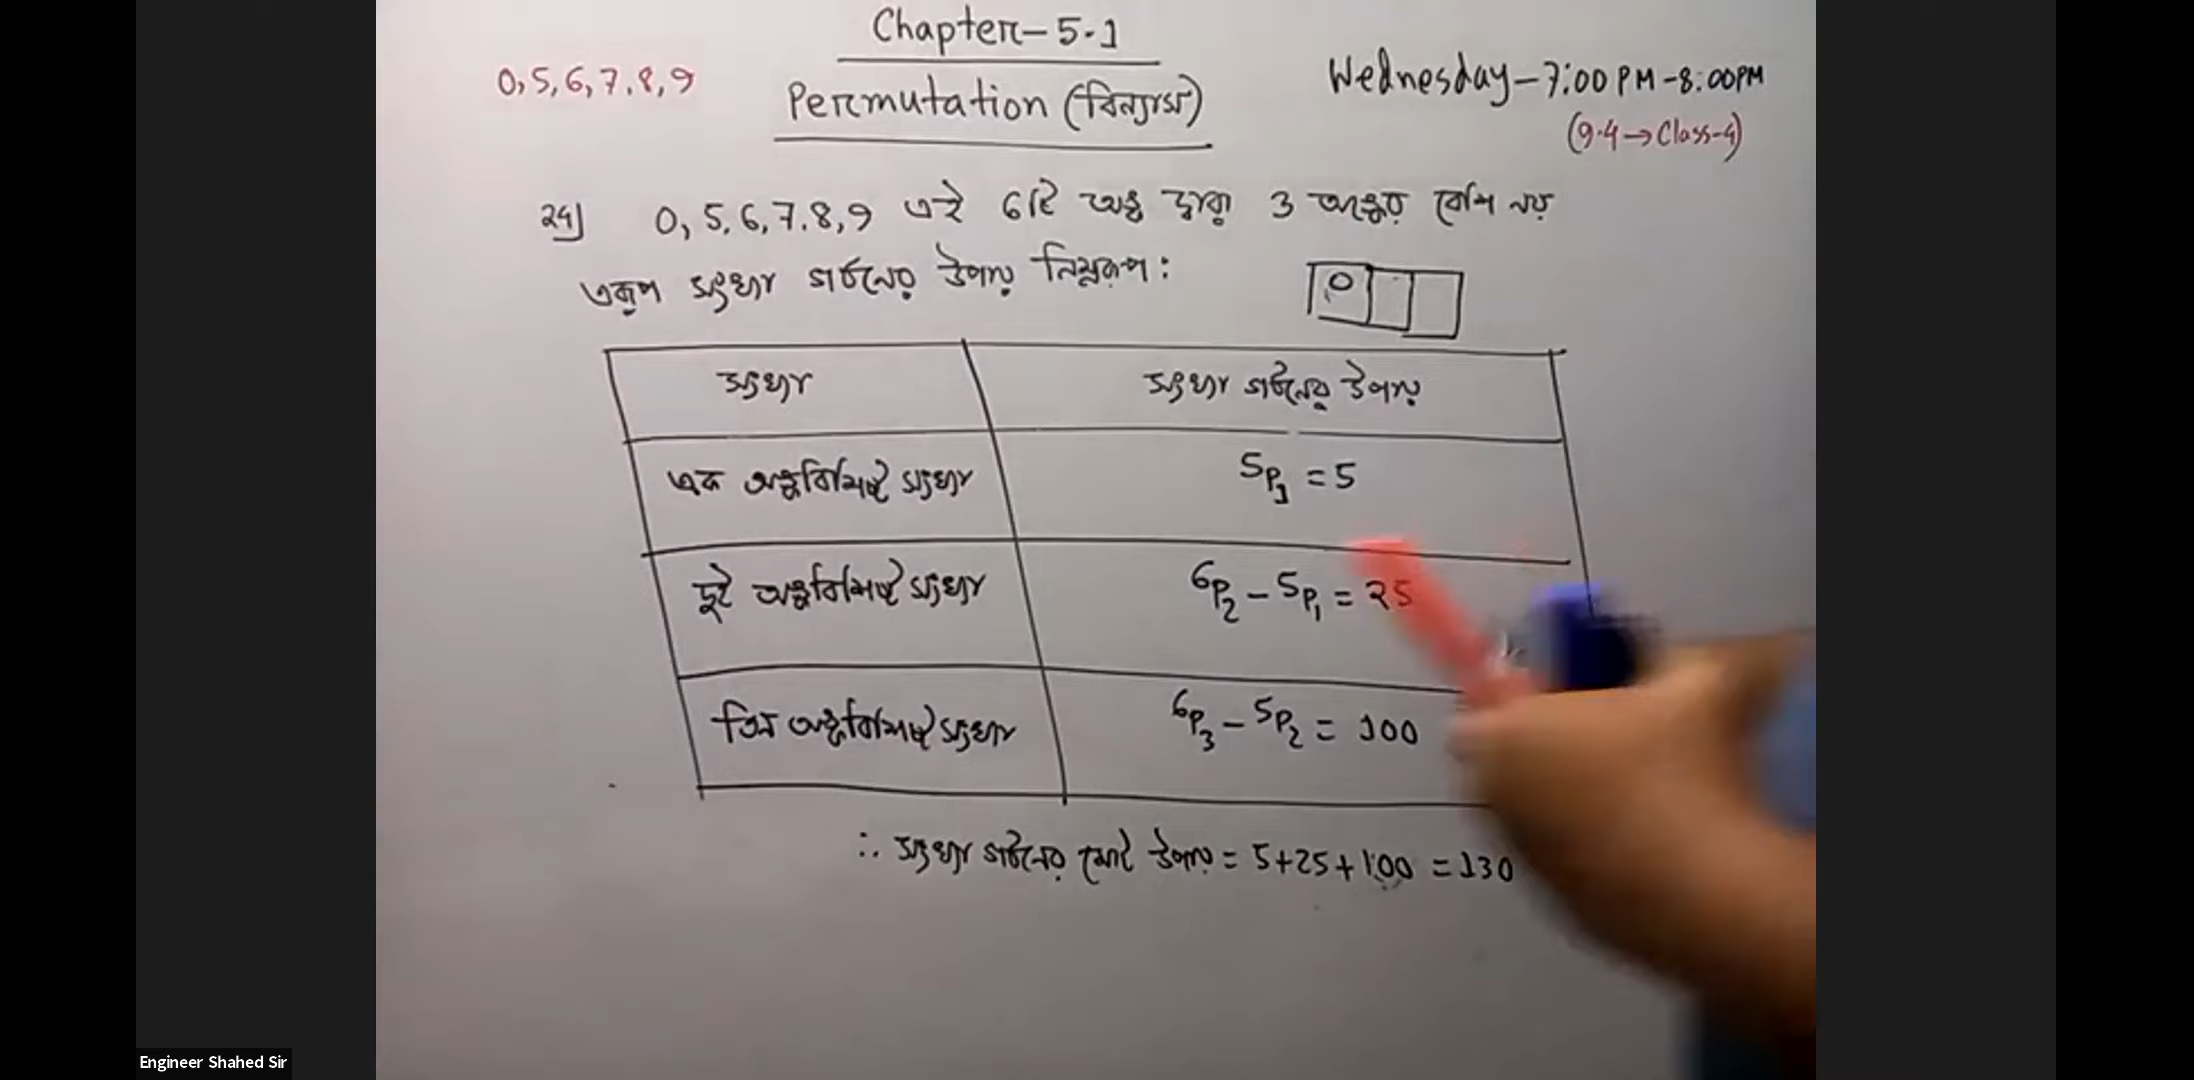 Chapter-5.1
0, 5, 6, 7, 8, 9
Permutation (বিন্যাস)
Wednesday-7:00 PM-8:00PM
(9.4→Class-4)
২৭] 0, 5, 6, 7, 8, 9 এই 6টি অঙ্ক দ্বারা 3 অঙ্কের বেশি নয়
এরূপ সংখ্যা গঠনের উপায় নিম্নরূপ:
0
সংখ্যা
সংখ্যা গঠনের উপায়
এক অঙ্কবিশিষ্ট সংখ্যা
⁵P₁ = 5
দুই অঙ্কবিশিষ্ট সংখ্যা
⁶P₂ - ⁵P₁ = 25
তিন অঙ্কবিশিষ্ট সংখ্যা
⁶P₃ - ⁵P₂ = 100
∴ সংখ্যা গঠনের মোট উপায় = 5+25+100 = 130
Engineer Shahed Sir